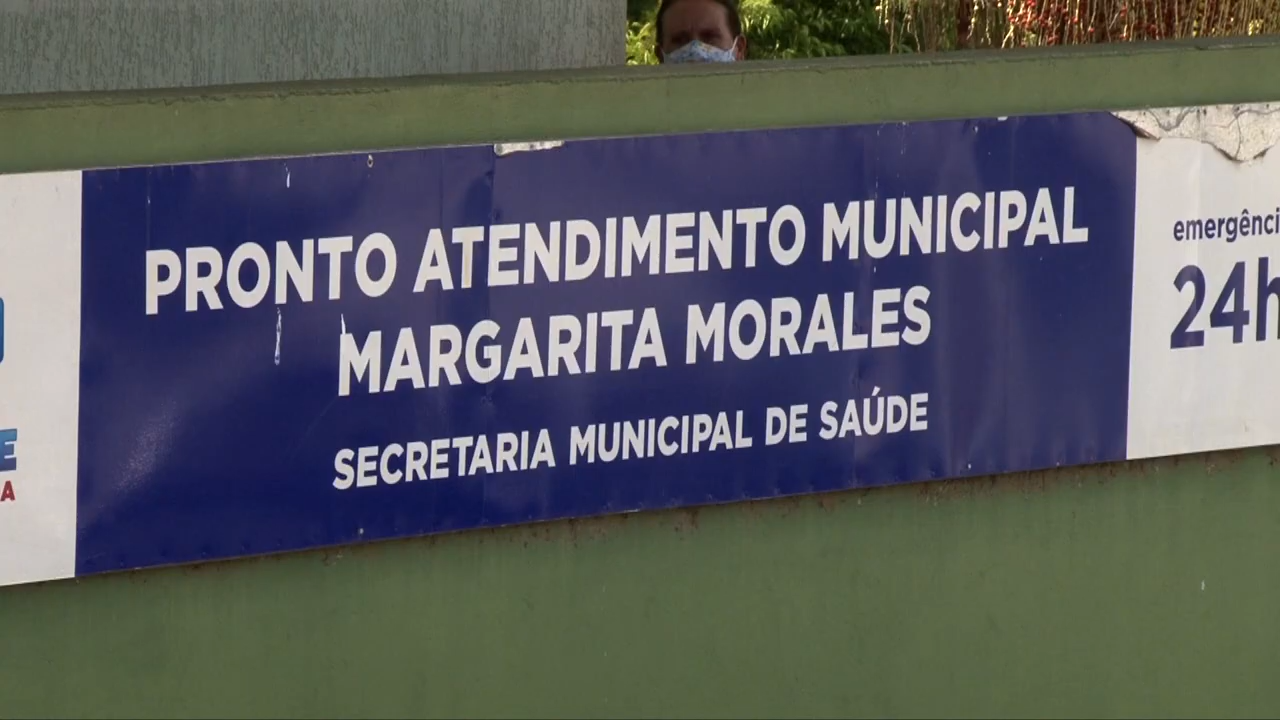 PRONTO ATENDIMENTO MUNICIPAL
MARGARITA MORALES
SECRETARIA MUNICIPAL DE SAÚDE
emergênci
24h